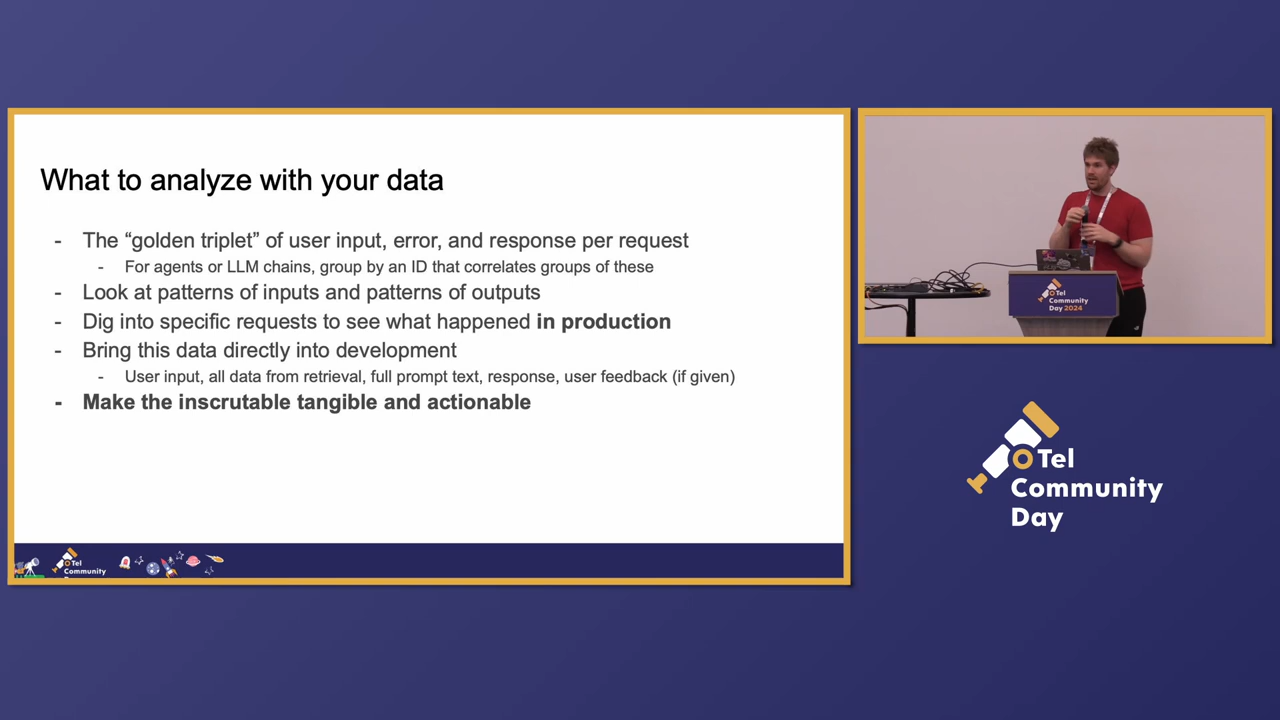 What to analyze with your data
- The “golden triplet” of user input, error, and response per request
- For agents or LLM chains, group by an ID that correlates groups of these
- Look at patterns of inputs and patterns of outputs
- Dig into specific requests to see what happened in production
- Bring this data directly into development
- User input, all data from retrieval, full prompt text, response, user feedback (if given)
- Make the inscrutable tangible and actionable
OTel
Community
OTel
Community
Day 2024
OTel
Community
Day